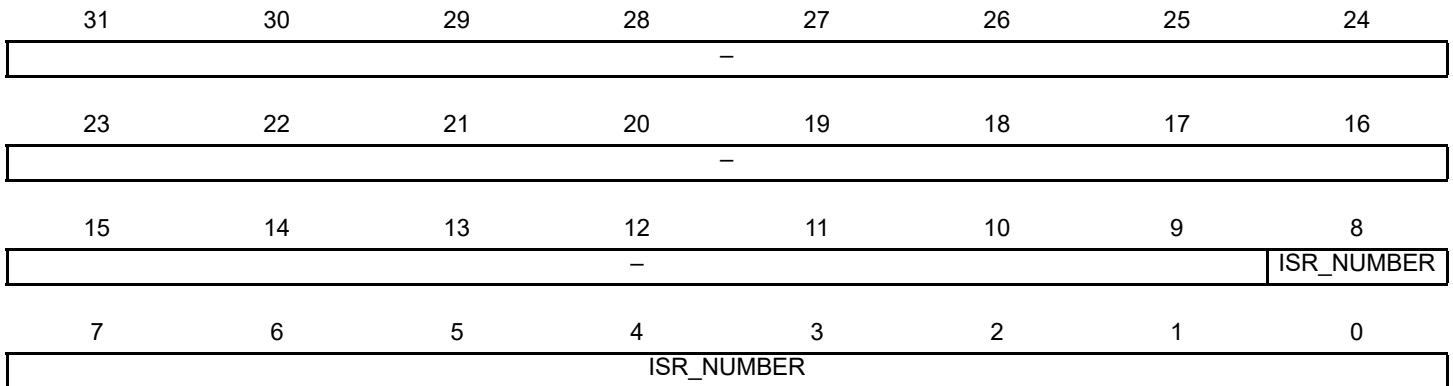 31 30 29 28 27 26 25 24
–
23 22 21 20 19 18 17 16
–
15 14 13 12 11 10 9 8
– ISR_NUMBER
7 6 5 4 3 2 1 0
ISR_NUMBER